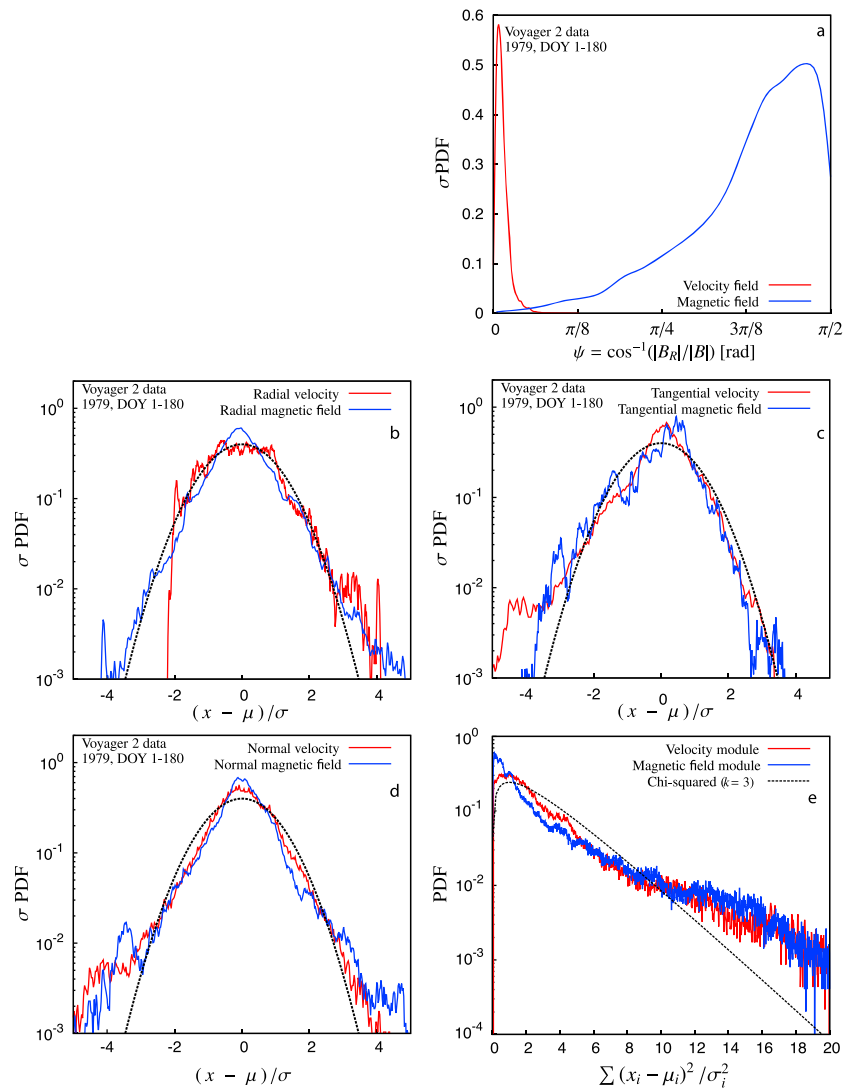 Voyager 2 data
1979, DOY 1-180
a
0.6
0.5
0.4
0.3
0.2
0.1
0
σ PDF
Velocity field
Magnetic field
0 π/8 π/4 3π/8 π/2
ψ = cos⁻¹(|B_R|/|B|) [rad]
Voyager 2 data
1979, DOY 1-180
Radial velocity
Radial magnetic field
b
10⁰
10⁻¹
10⁻²
10⁻³
σ PDF
-4 -2 0 2 4
(x − μ)/σ
Voyager 2 data
1979, DOY 1-180
Tangential velocity
Tangential magnetic field
c
10⁰
10⁻¹
10⁻²
10⁻³
σ PDF
-4 -2 0 2 4
(x − μ)/σ
Voyager 2 data
1979, DOY 1-180
Normal velocity
Normal magnetic field
d
10⁰
10⁻¹
10⁻²
10⁻³
σ PDF
-4 -2 0 2 4
(x − μ)/σ
Velocity module
Magnetic field module
Chi-squared (k = 3)
e
10⁰
10⁻¹
10⁻²
10⁻³
10⁻⁴
PDF
0 2 4 6 8 10 12 14 16 18 20
∑ (x_i − μ_i)²/σ_i²